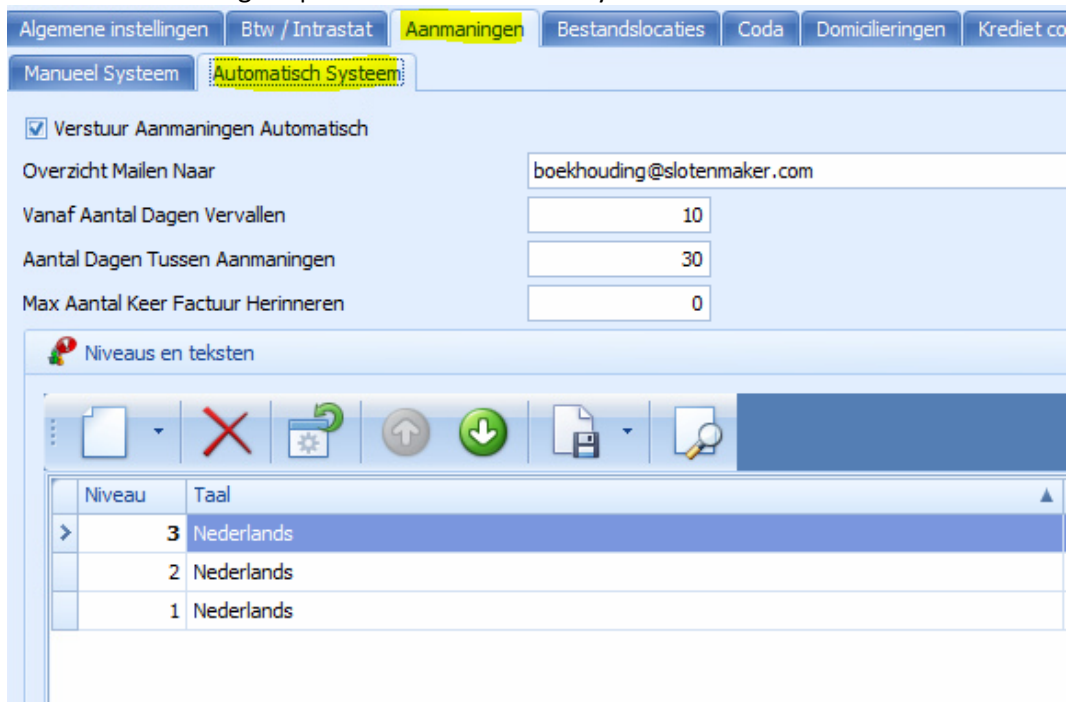 Algemene instellingen Btw / Intrastat Aanmaningen Bestandslocaties Coda Domicilieringen Krediet co
Manueel Systeem Automatisch Systeem
Verstuur Aanmaningen Automatisch
Overzicht Mailen Naar boekhouding@slotenmaker.com
Vanaf Aantal Dagen Vervallen 10
Aantal Dagen Tussen Aanmaningen 30
Max Aantal Keer Factuur Herinneren 0
Niveaus en teksten
Niveau Taal
3 Nederlands
2 Nederlands
1 Nederlands